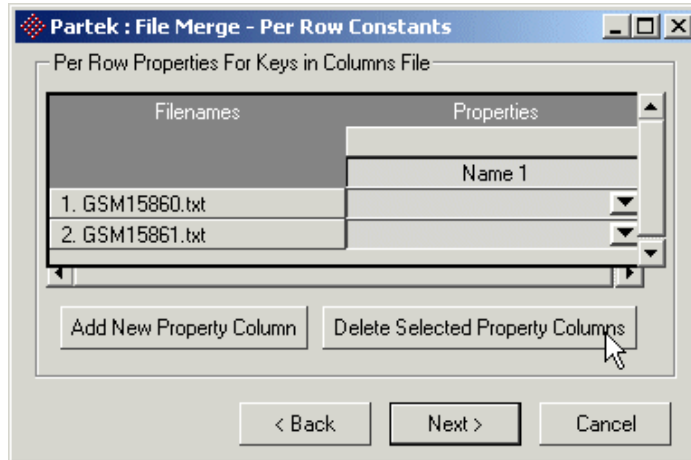 Partek : File Merge - Per Row Constants
Per Row Properties For Keys in Columns File
Filenames Properties
Name 1
1. GSM15860.txt
2. GSM15861.txt
Add New Property Column Delete Selected Property Columns
< Back Next > Cancel